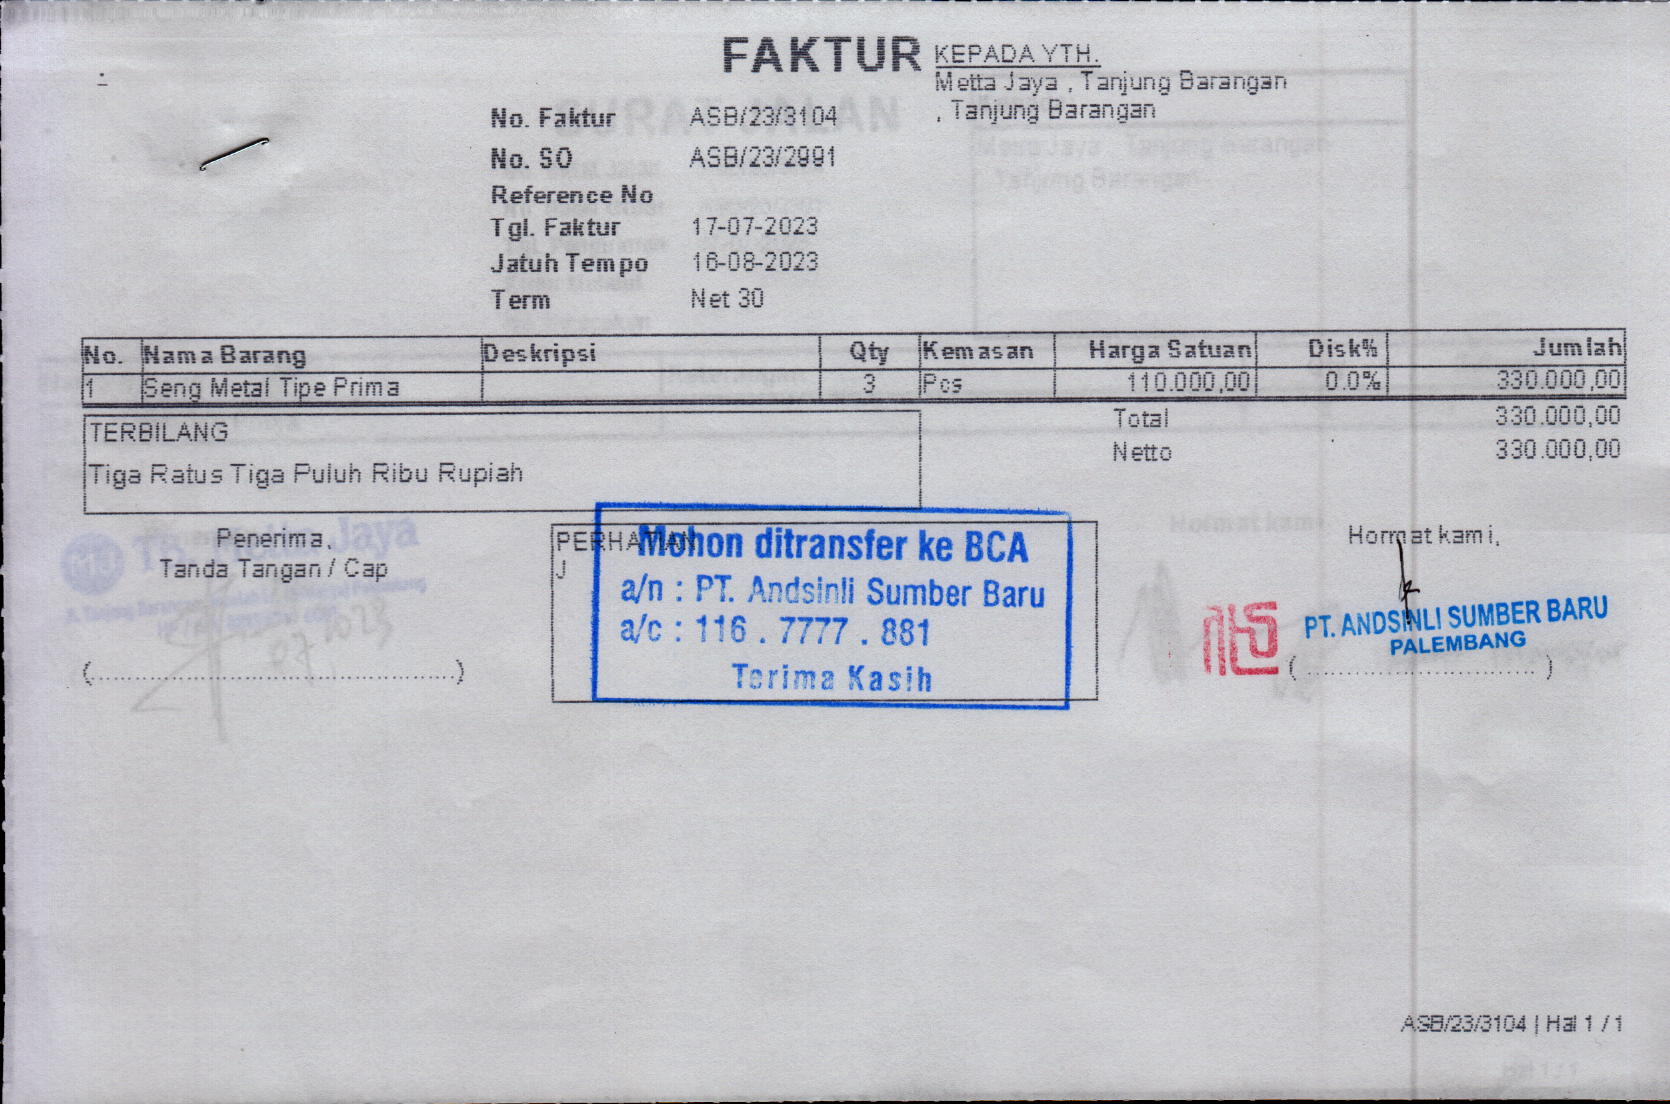 FAKTUR
KEPADA YTH.
Metta Jaya , Tanjung Barangan
, Tanjung Barangan
No. Faktur ASB/23/3104
No. SO ASB/23/2991
Reference No
Tgl. Faktur 17-07-2023
Jatuh Tempo 16-08-2023
Term Net 30
No. Nama Barang Deskripsi Qty Kemasan Harga Satuan Disk% Jumlah
1 Seng Metal Tipe Prima 3 Pcs 110.000,00 0.0% 330.000,00
Total 330.000,00
Netto 330.000,00
TERBILANG
Tiga Ratus Tiga Puluh Ribu Rupiah
Penerima,
Tanda Tangan / Cap
(..................................................)
PERHATIAN
J
Mohon ditransfer ke BCA
a/n : PT. Andsinli Sumber Baru
a/c : 116 . 7777 . 881
Terima Kasih
Hormat kami,
PT. ANDSINLI SUMBER BARU
PALEMBANG
( .............................. )
ASB/23/3104 | Hal 1 / 1